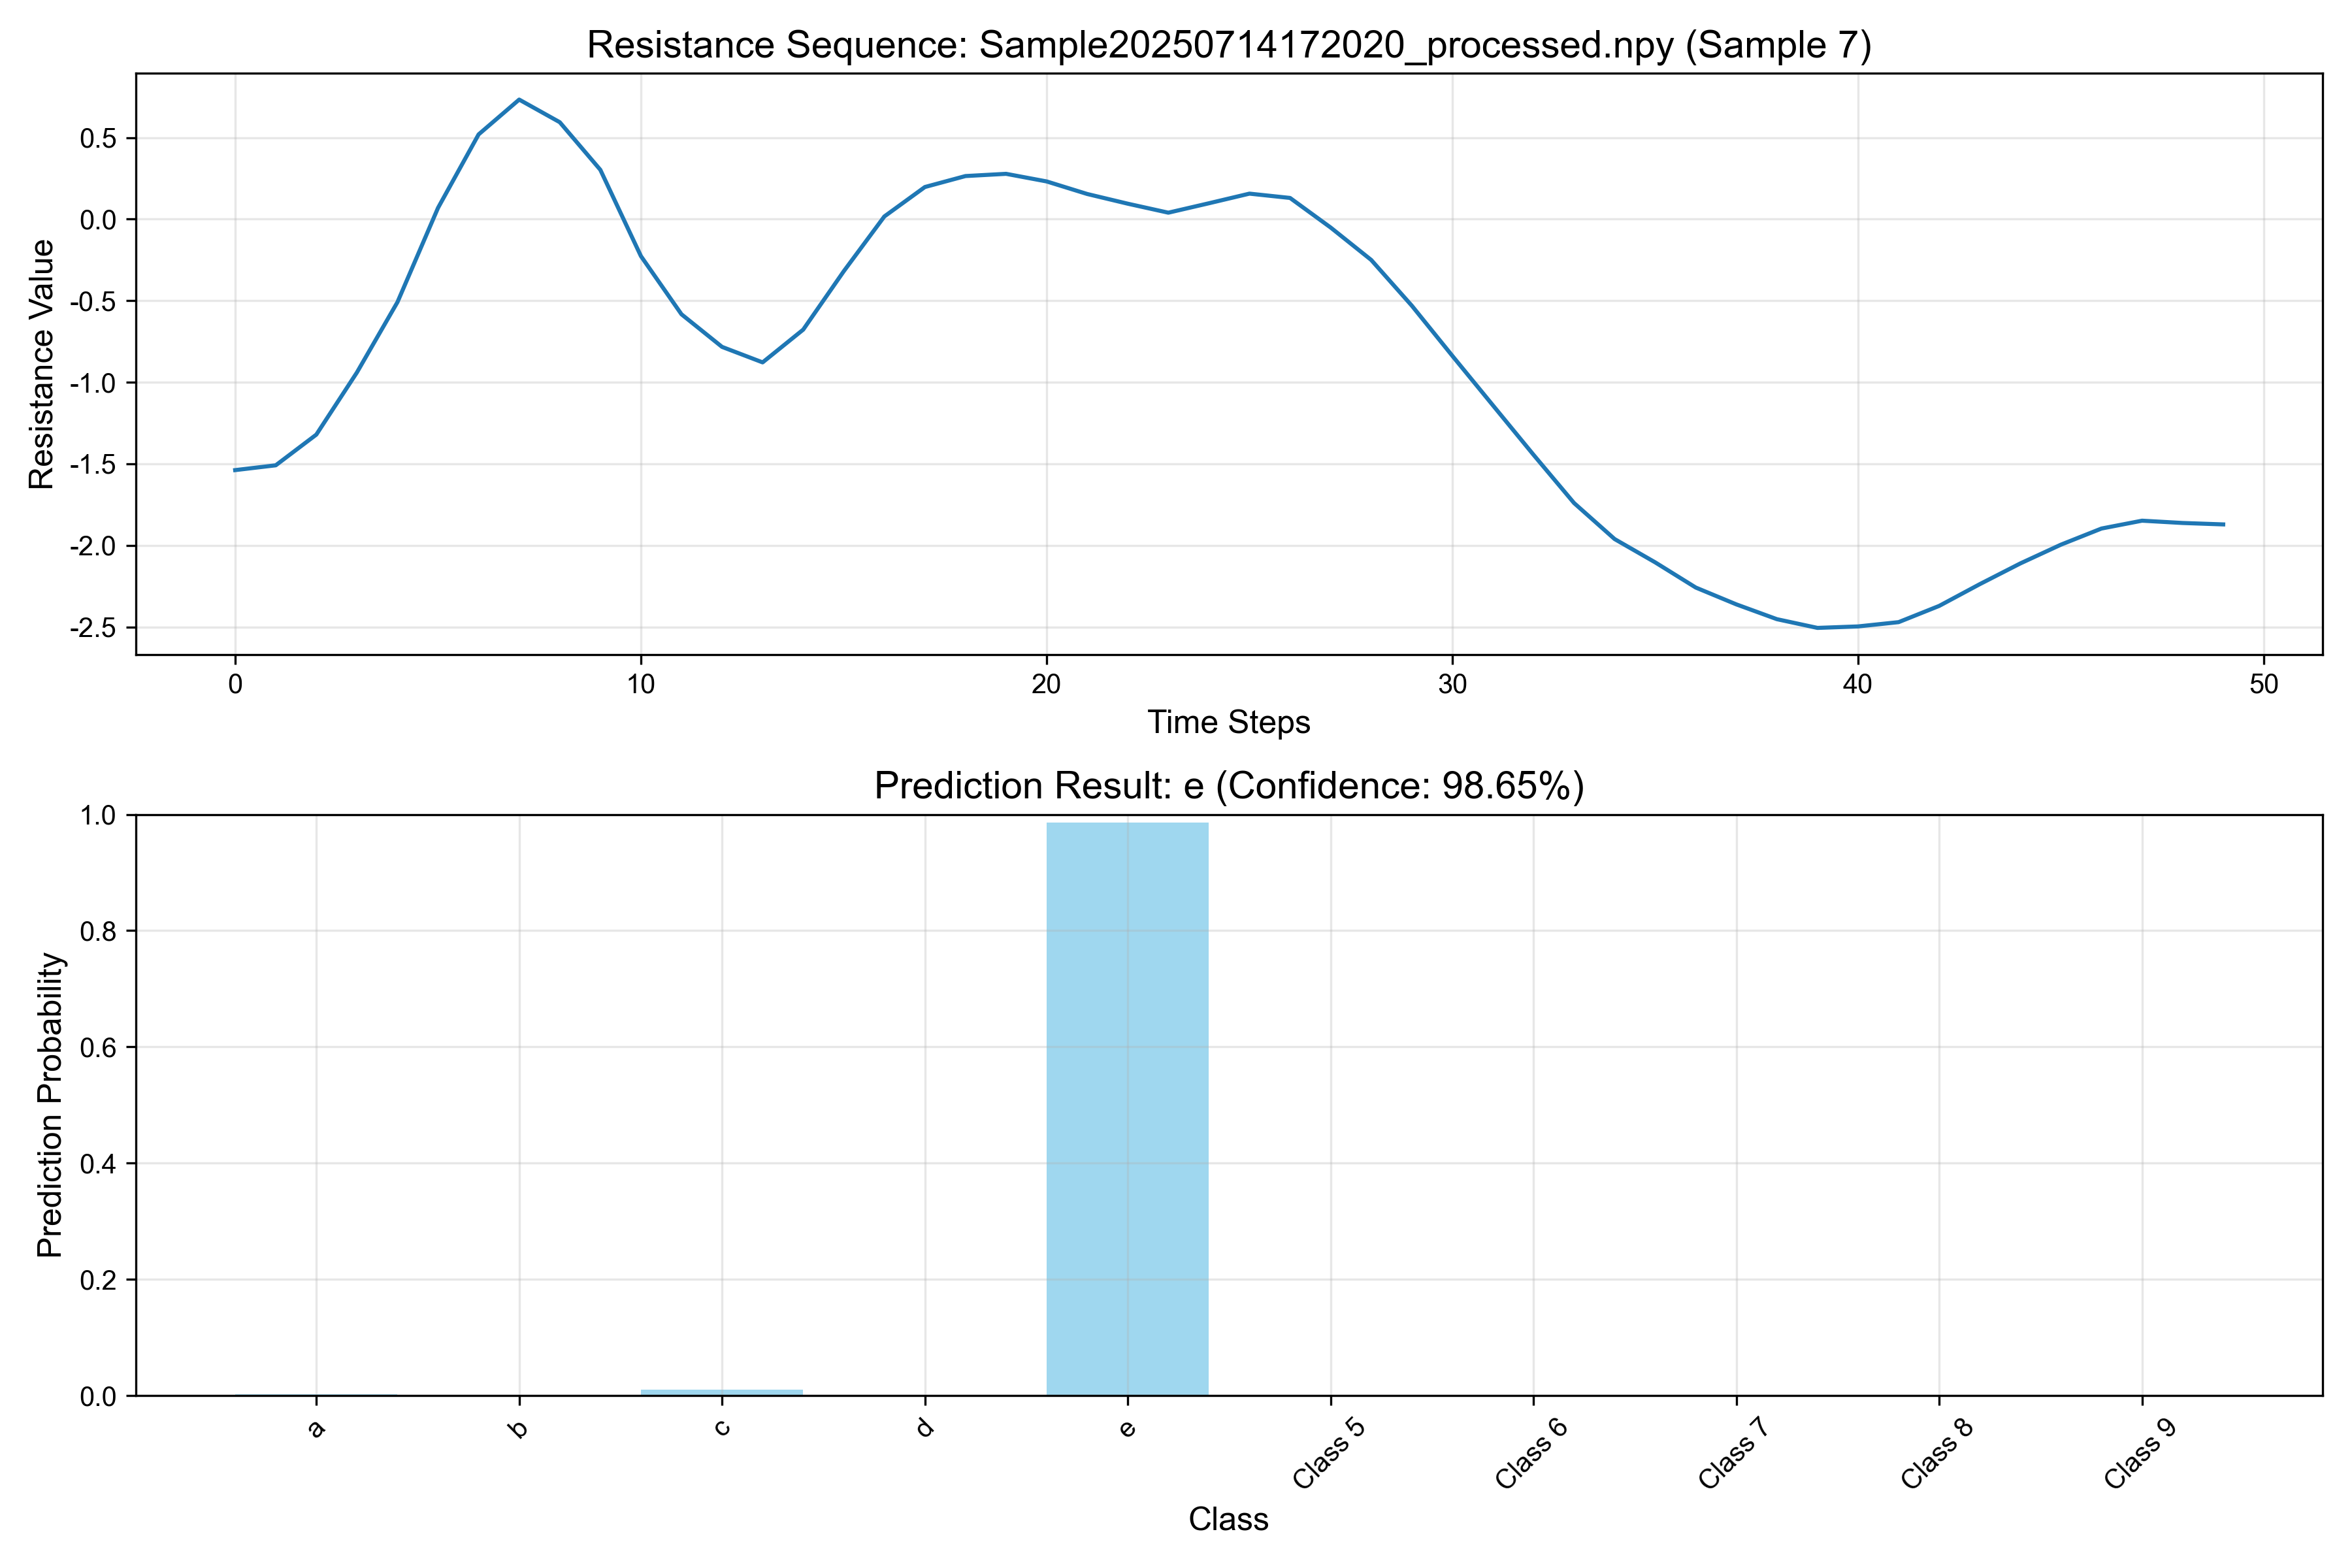 Resistance Sequence: Sample20250714172020_processed.npy (Sample 7)
Resistance Value
0.5
0.0
-0.5
-1.0
-1.5
-2.0
-2.5
0 10 20 30 40 50
Time Steps
Prediction Result: e (Confidence: 98.65%)
Prediction Probability
1.0
0.8
0.6
0.4
0.2
0.0
a b c d e Class 5 Class 6 Class 7 Class 8 Class 9
Class